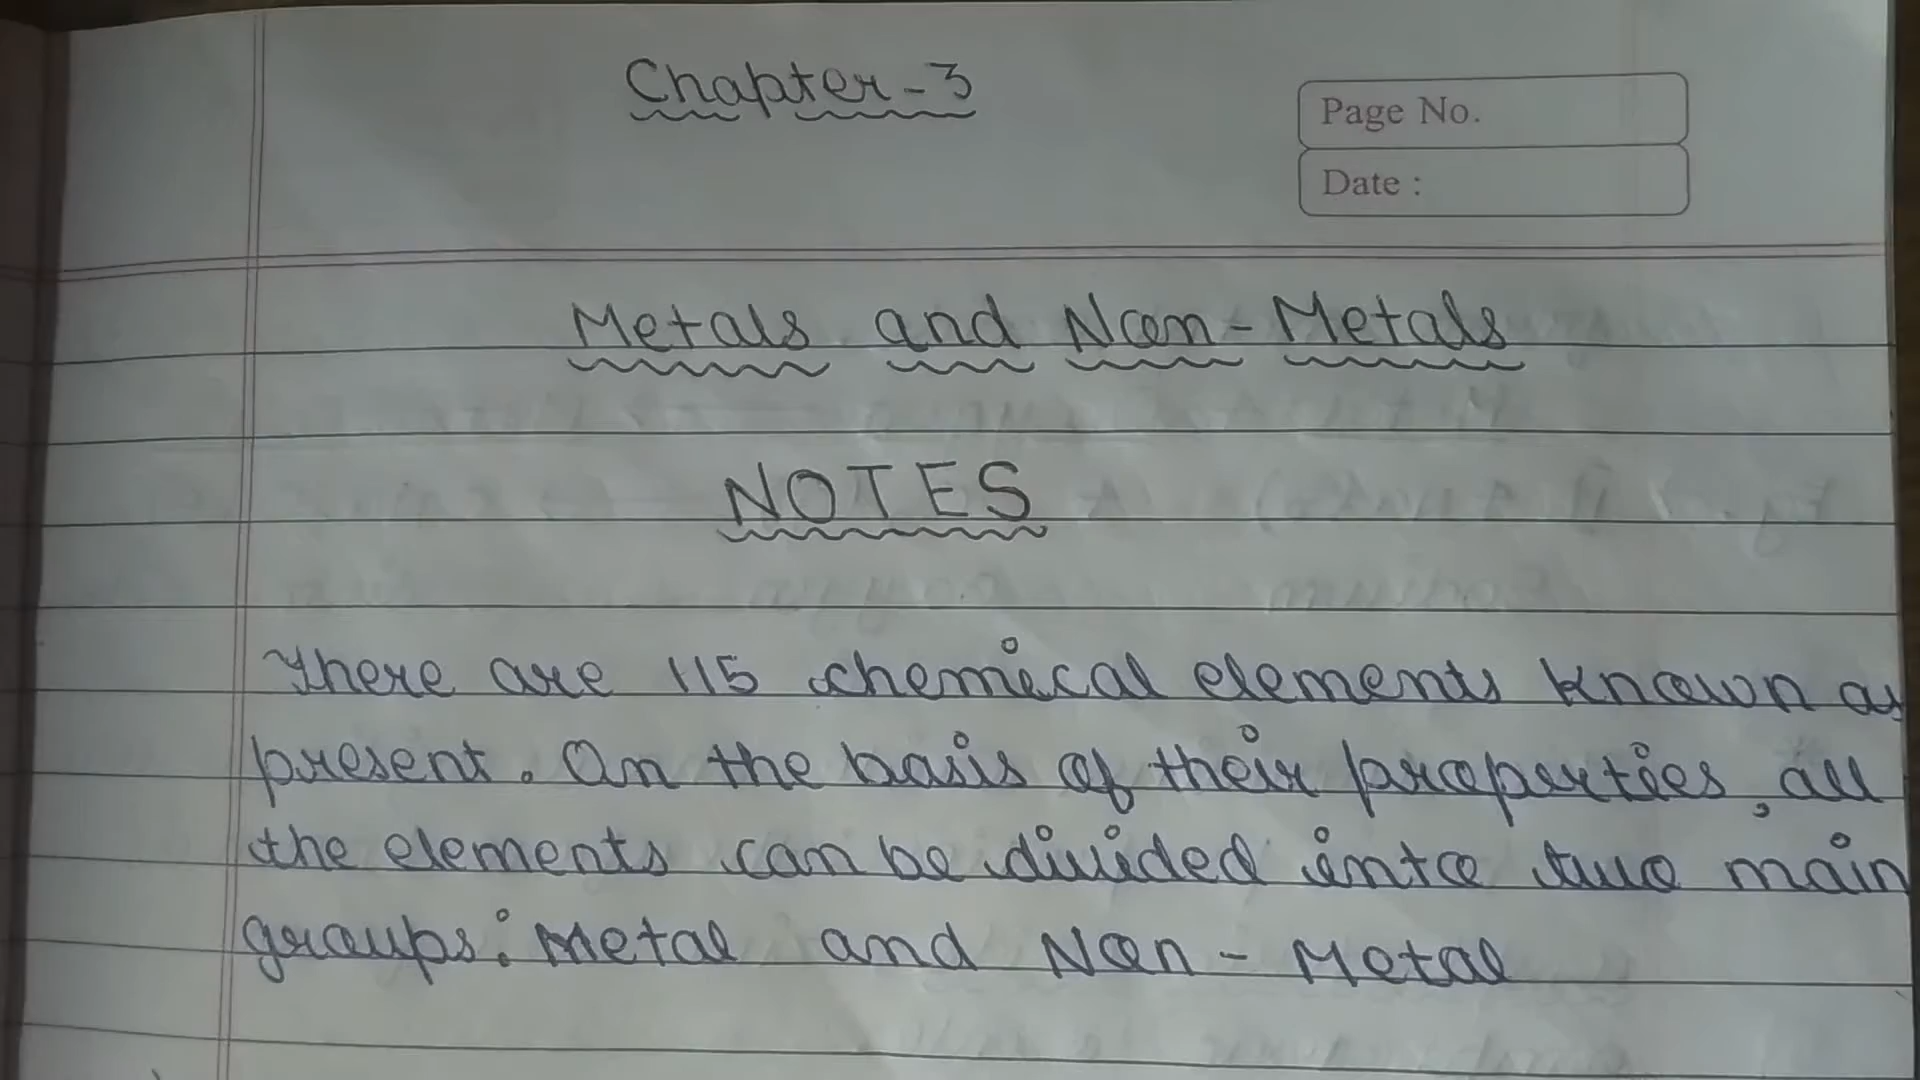 Chapter-3
Page No.
Date :
Metals and Non-Metals
NOTES
There are 115 chemical elements known as
present. On the basis of their properties, all
the elements can be divided into two main
groups: Metal and Non - Metal